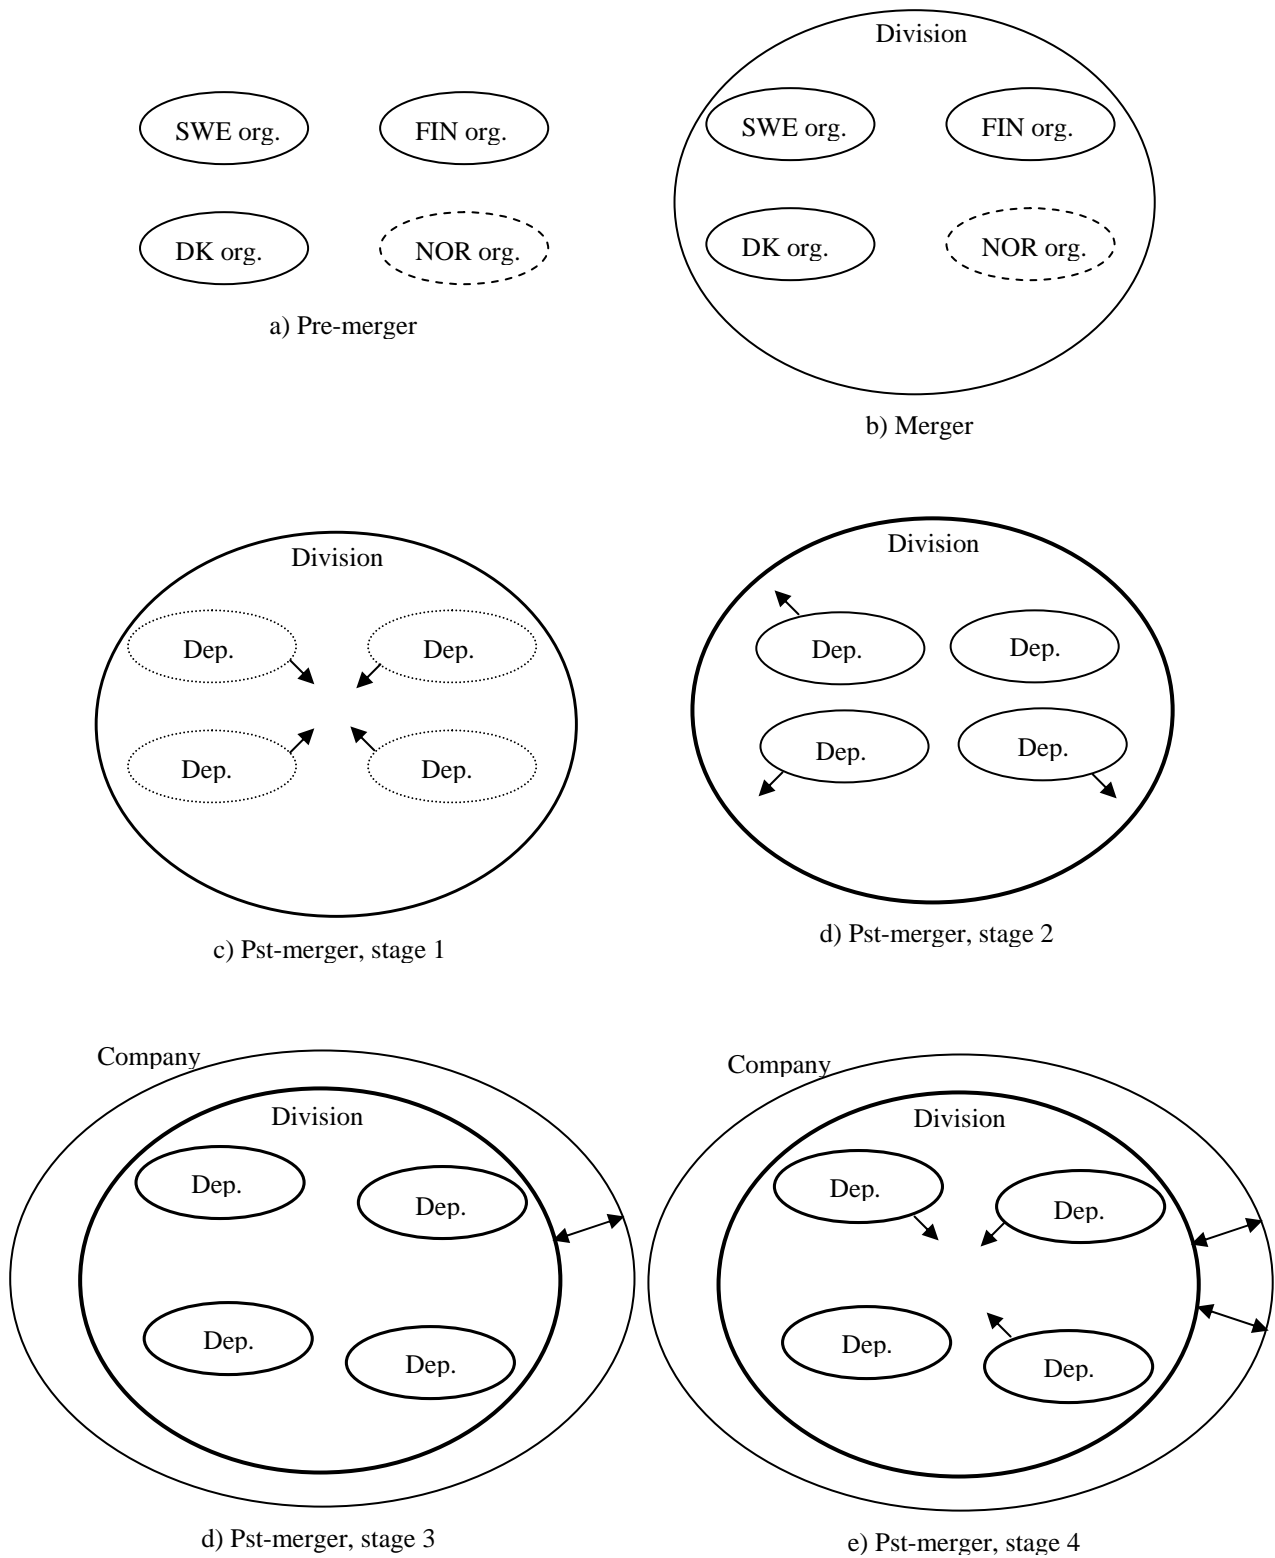 SWE org.
FIN org.
DK org.
NOR org.
a) Pre-merger
Division
SWE org.
FIN org.
DK org.
NOR org.
b) Merger
Division
Dep.
Dep.
Dep.
Dep.
c) Pst-merger, stage 1
Division
Dep.
Dep.
Dep.
Dep.
d) Pst-merger, stage 2
Company
Division
Dep.
Dep.
Dep.
Dep.
d) Pst-merger, stage 3
Company
Division
Dep.
Dep.
Dep.
Dep.
e) Pst-merger, stage 4